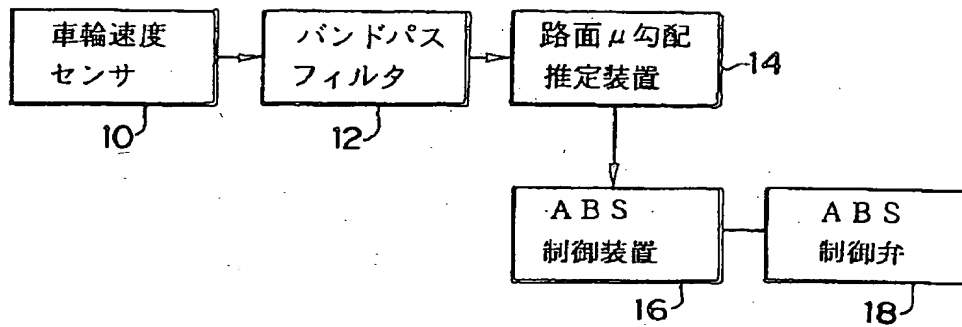 車輪速度
センサ
10
バンドパス
フィルタ
12
路面μ勾配
推定装置
14
ABS
制御装置
16
ABS
制御弁
18